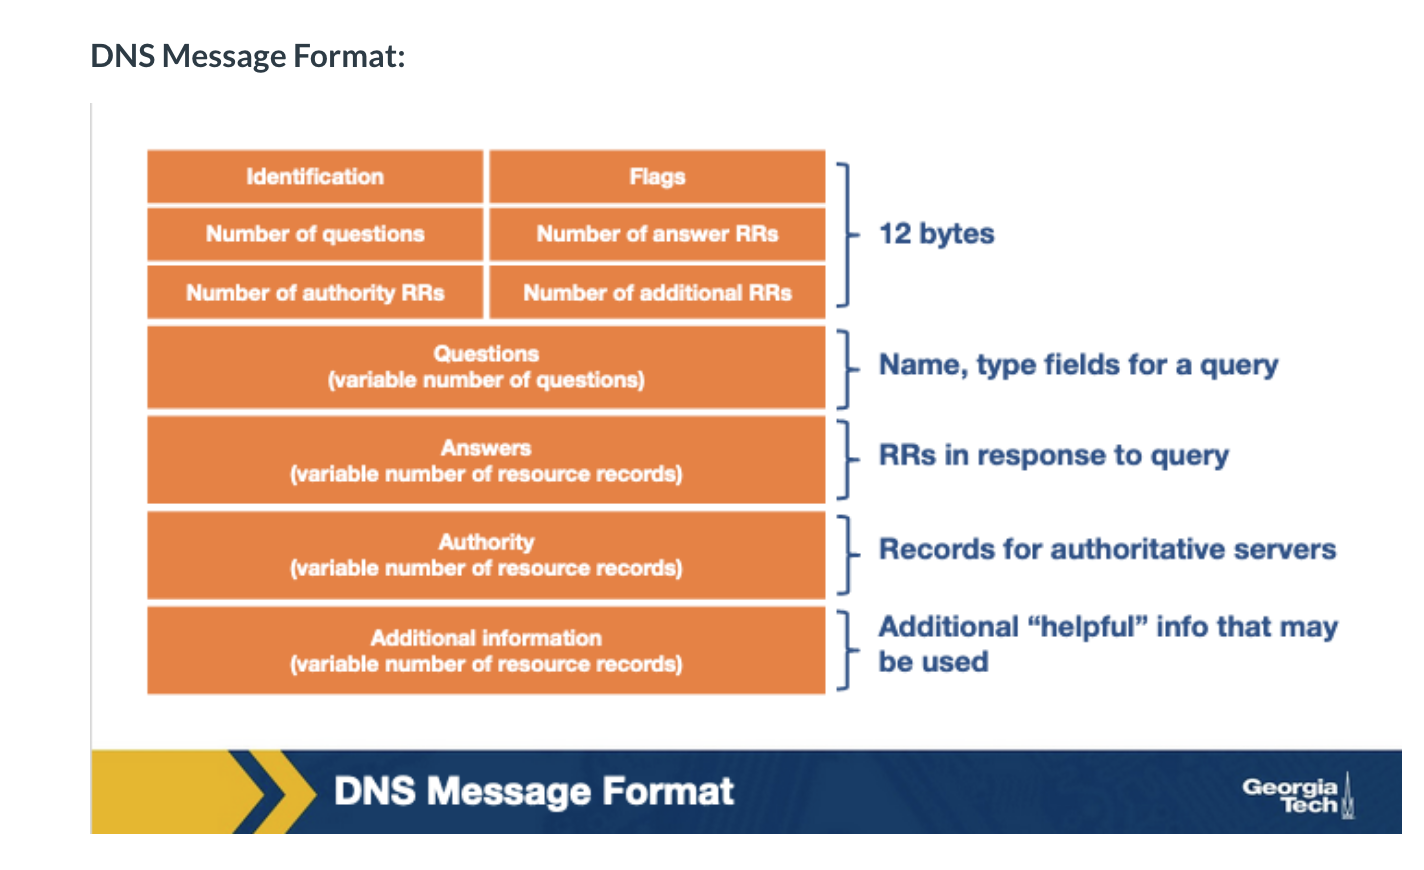 DNS Message Format:
Identification
Flags
Number of questions
Number of answer RRs
12 bytes
Number of authority RRs
Number of additional RRs
Questions
(variable number of questions)
Name, type fields for a query
Answers
(variable number of resource records)
RRs in response to query
Authority
(variable number of resource records)
Records for authoritative servers
Additional information
(variable number of resource records)
Additional “helpful” info that may
be used
DNS Message Format
Georgia
Tech